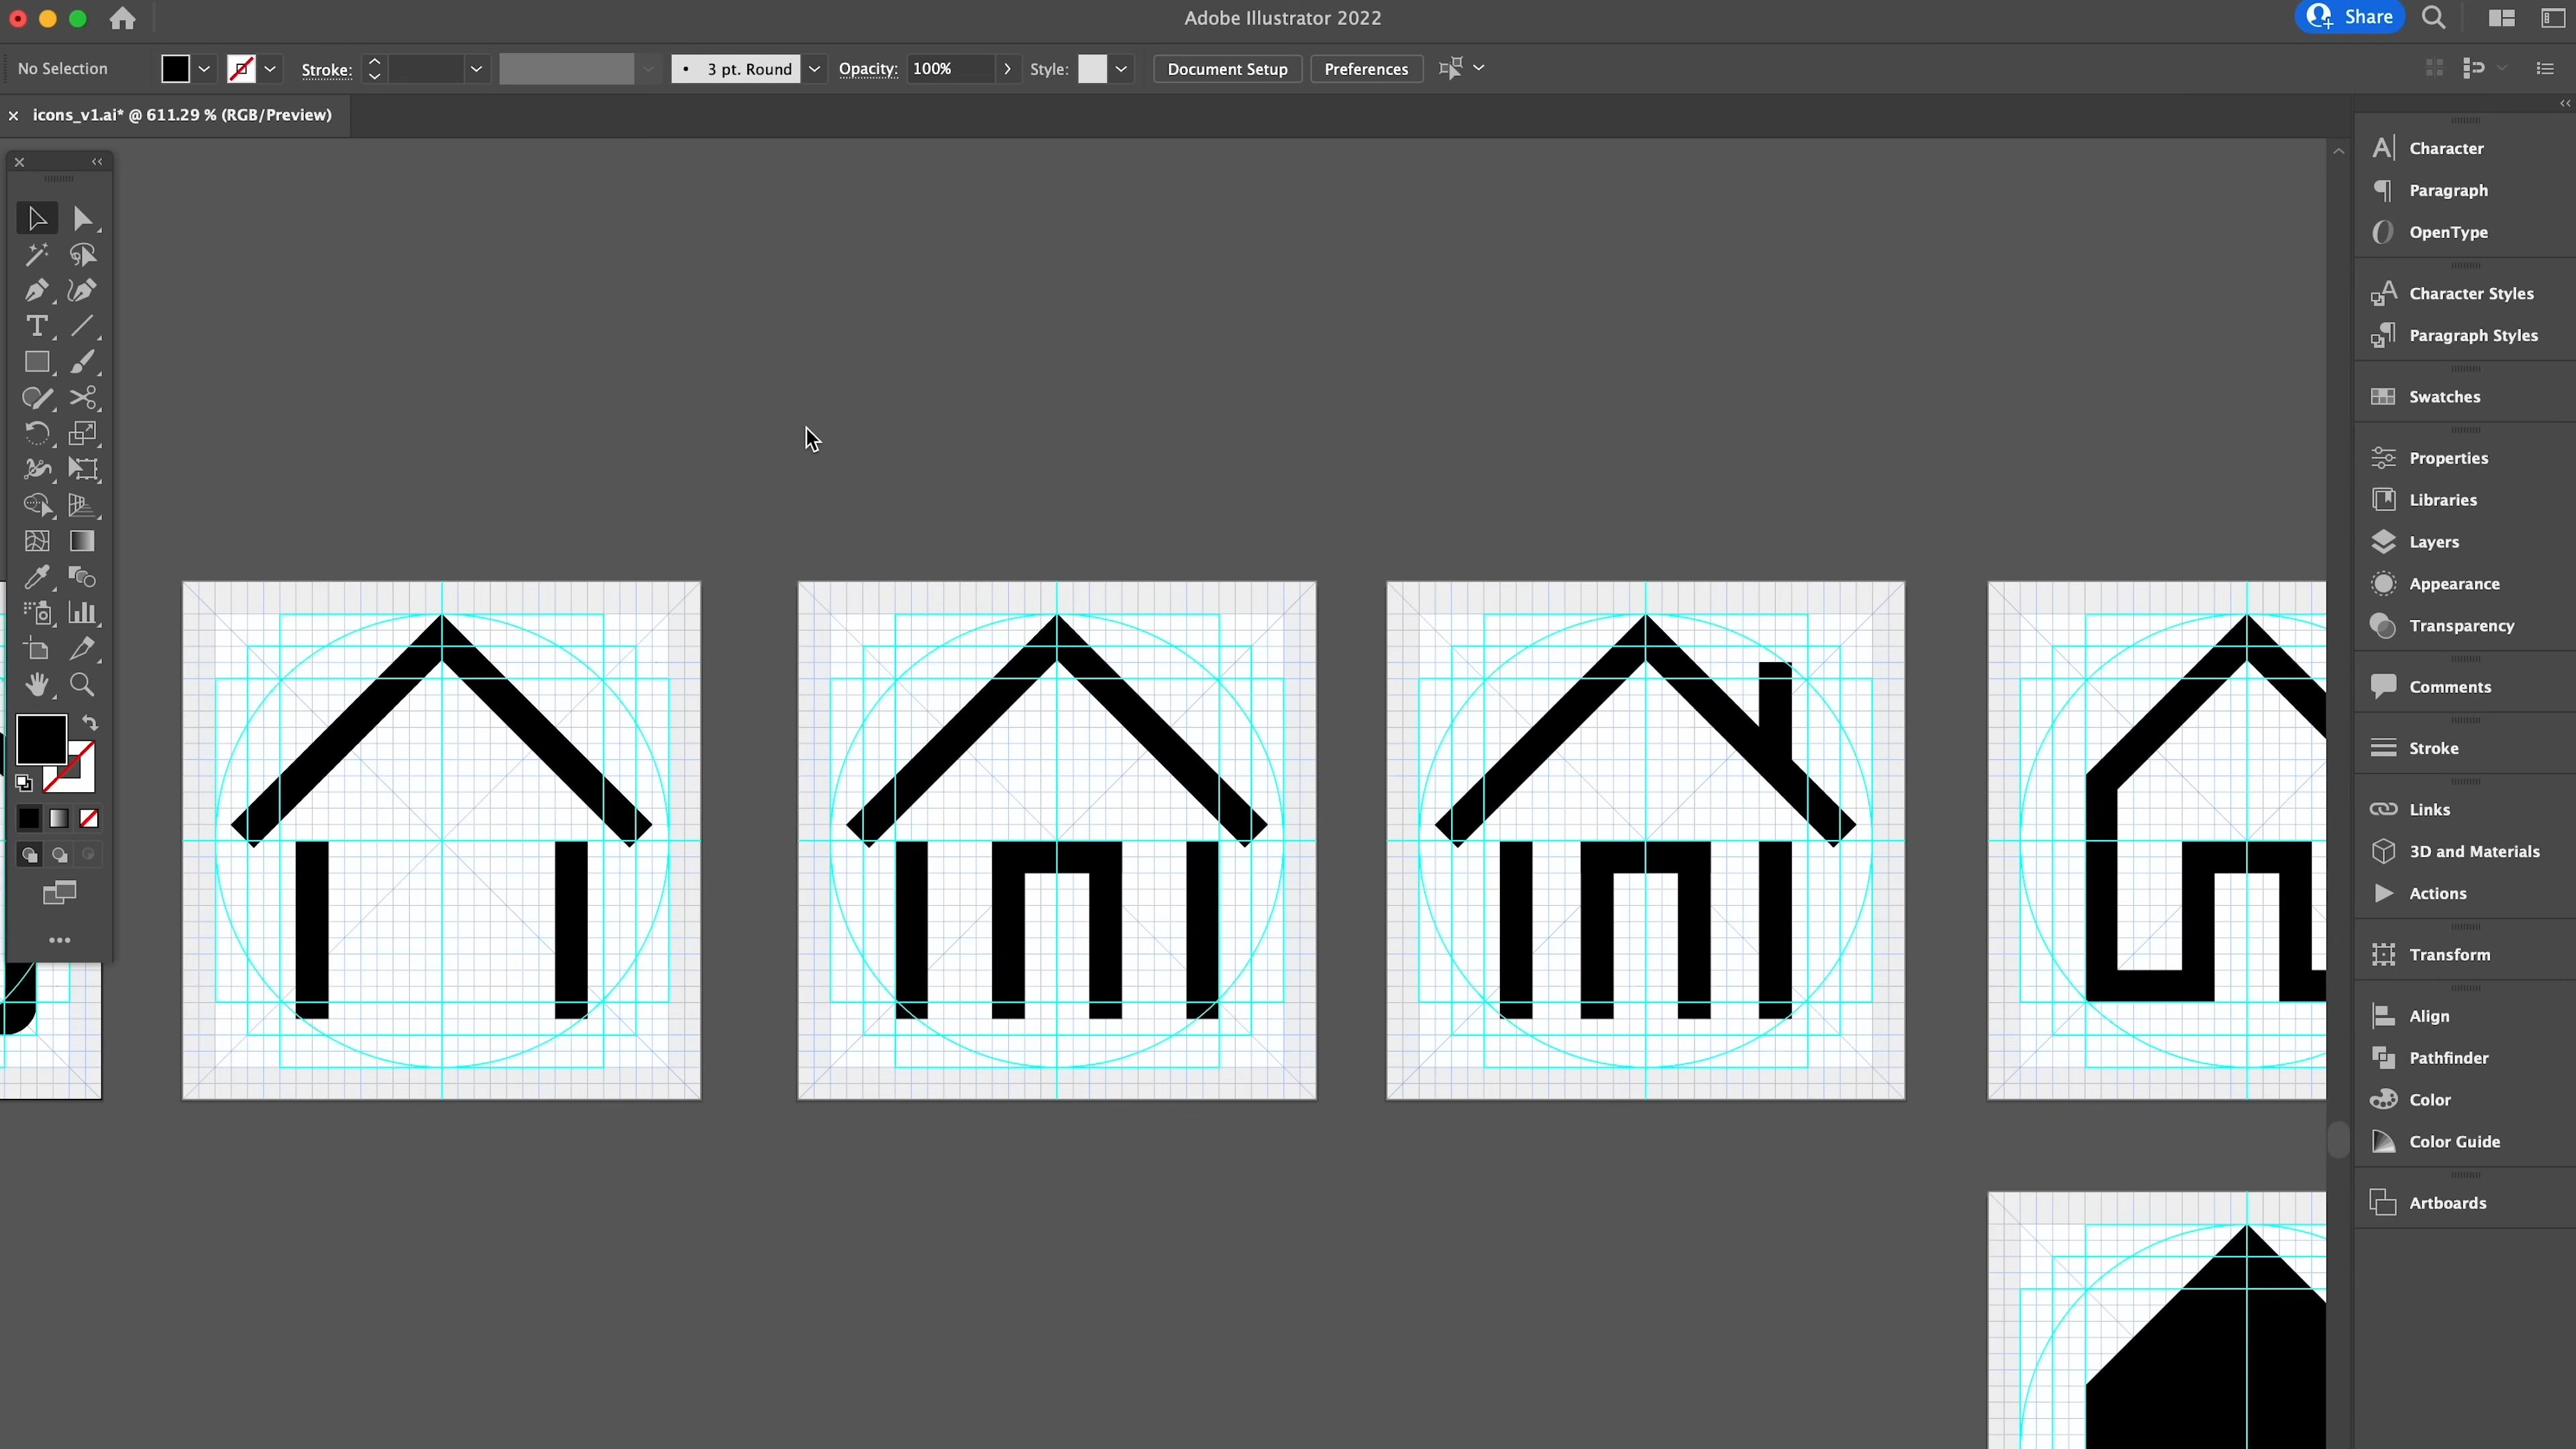 Adobe Illustrator 2022
Share
No Selection
Stroke:
3 pt. Round
Opacity:
100%
Style:
Document Setup
Preferences
icons_v1.ai* @ 611.29 % (RGB/Preview)
Character
Paragraph
OpenType
Character Styles
Paragraph Styles
Swatches
Properties
Libraries
Layers
Appearance
Transparency
Comments
Stroke
Links
3D and Materials
Actions
Transform
Align
Pathfinder
Color
Color Guide
Artboards